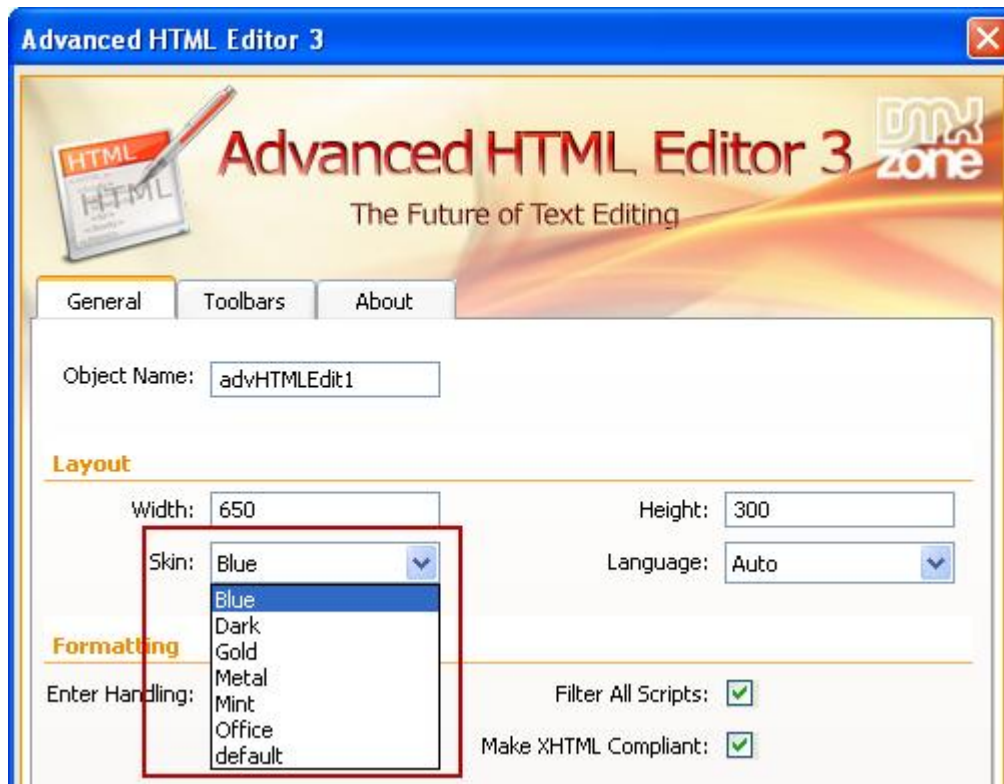 Advanced HTML Editor 3
HTML
HTML
Advanced HTML Editor 3
DMX
zone
The Future of Text Editing
General Toolbars About
Object Name: advHTMLEdit1
Layout
Width: 650 Height: 300
Skin: Blue Language: Auto
Blue
Dark
Gold
Metal
Mint
Office
default
Formatting
Enter Handling: Filter All Scripts:
Make XHTML Compliant: